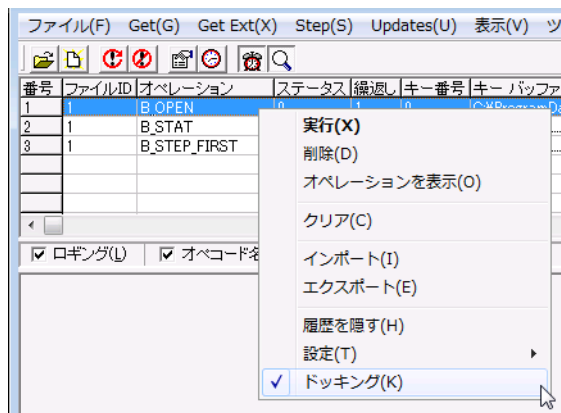 ファイル(F) Get(G) Get Ext(X) Step(S) Updates(U) 表示(V) ツ
番号 ファイルID オペレーション ステータス 繰返し キー番号 キー バッファ
1 1 B_OPEN 0 1 0 C:¥ProgramDa
2 1 B_STAT
3 1 B_STEP_FIRST
実行(X)
削除(D)
オペレーションを表示(O)
クリア(C)
インポート(I)
エクスポート(E)
履歴を隠す(H)
設定(T)
ドッキング(K)
ロギング(L) オペコード名